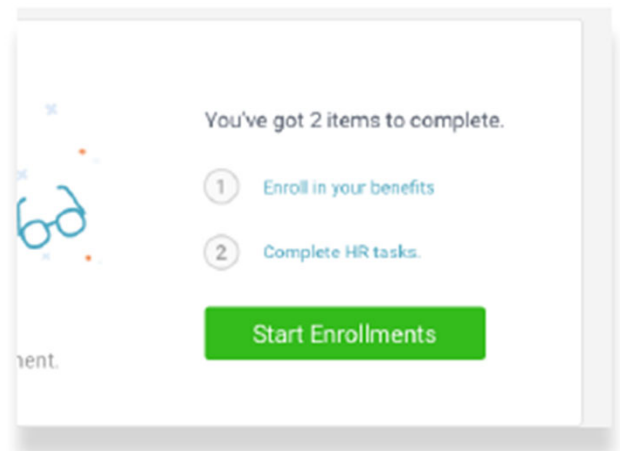 You've got 2 items to complete.
1 Enroll in your benefits
2 Complete HR tasks.
Start Enrollments